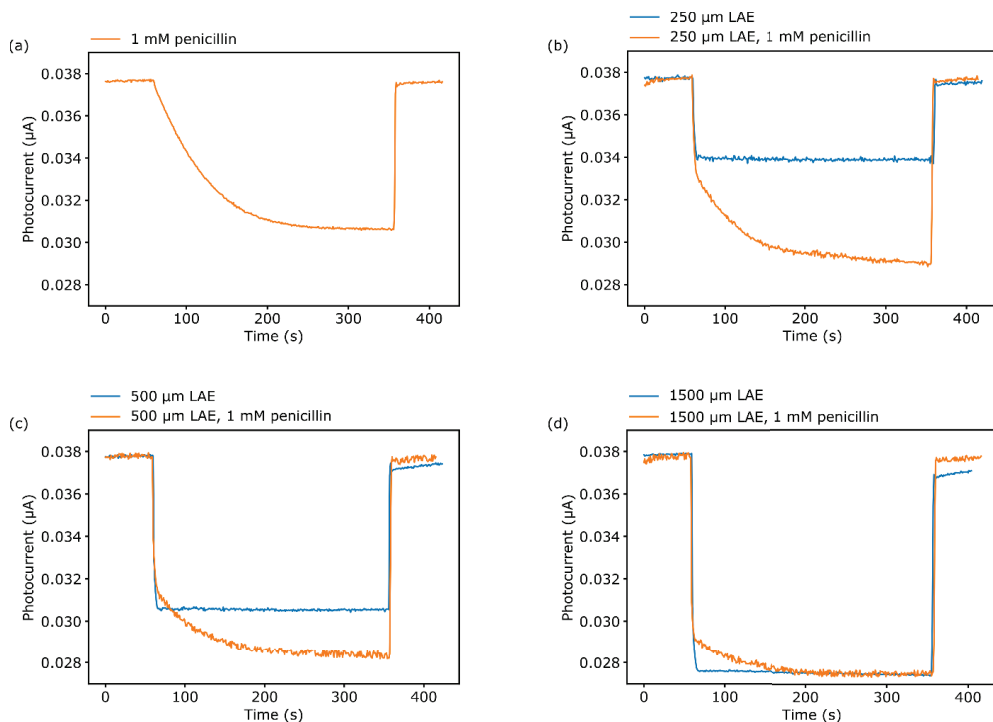 (a)
1 mM penicillin
0.038
0.036
0.034
0.032
0.030
0.028
Photocurrent (µA)
0
100
200
300
400
Time (s)
(b)
250 µm LAE
250 µm LAE, 1 mM penicillin
0.038
0.036
0.034
0.032
0.030
0.028
Photocurrent (µA)
0
100
200
300
400
Time (s)
(c)
500 µm LAE
500 µm LAE, 1 mM penicillin
0.038
0.036
0.034
0.032
0.030
0.028
Photocurrent (µA)
0
100
200
300
400
Time (s)
(d)
1500 µm LAE
1500 µm LAE, 1 mM penicillin
0.038
0.036
0.034
0.032
0.030
0.028
Photocurrent (µA)
0
100
200
300
400
Time (s)